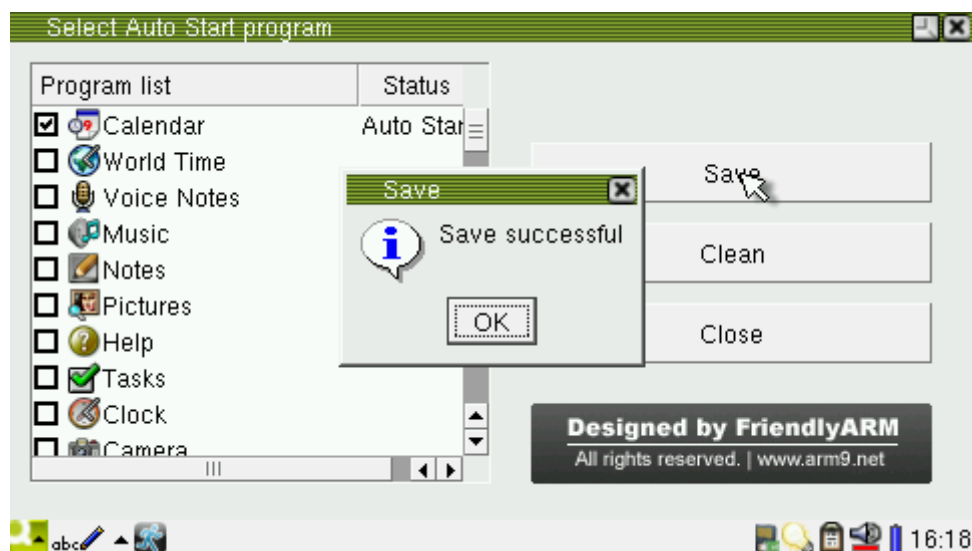 Select Auto Start program
Program list Status
Calendar Auto Star
World Time
Voice Notes
Music
Notes
Pictures
Help
Tasks
Clock
Camera
Save
Save successful
OK
Save
Clean
Close
Designed by FriendlyARM
All rights reserved. | www.arm9.net
abc 16:18